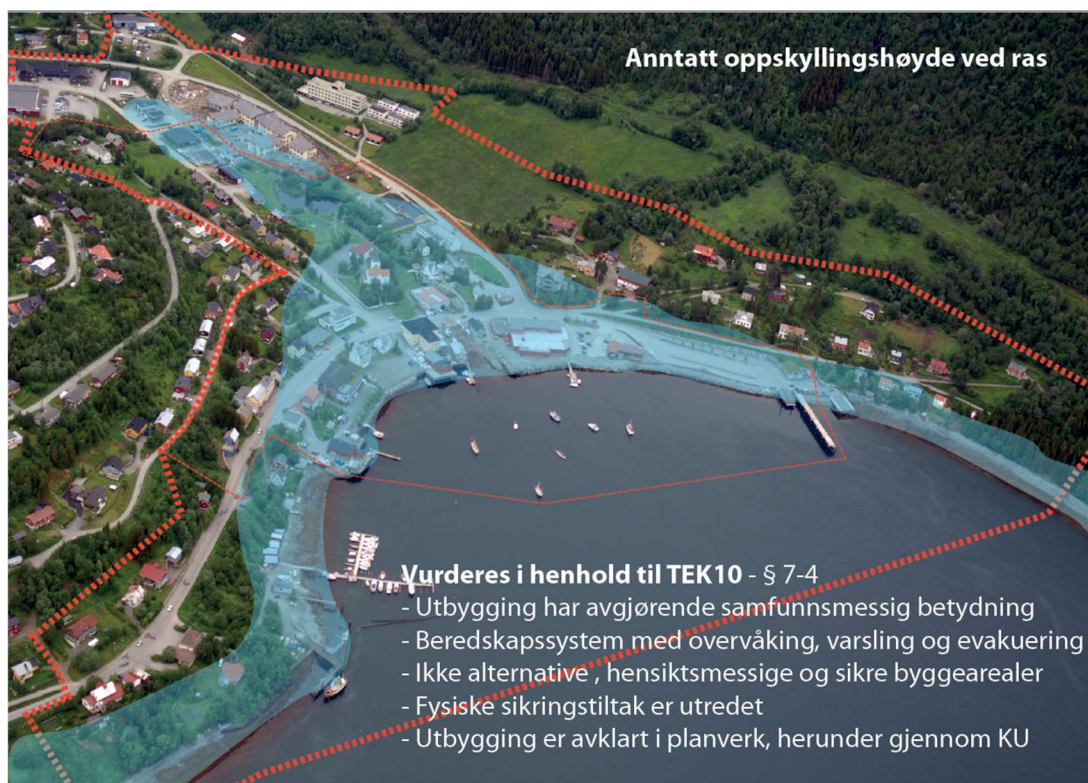 Anntatt oppskyllingshøyde ved ras
Vurderes i henhold til TEK10 - § 7-4
- Utbygging har avgjørende samfunnsmessig betydning
- Beredskapssystem med overvåking, varsling og evakuering
- Ikke alternative , hensiktsmessige og sikre byggearealer
- Fysiske sikringstiltak er utredet
- Utbygging er avklart i planverk, herunder gjennom KU